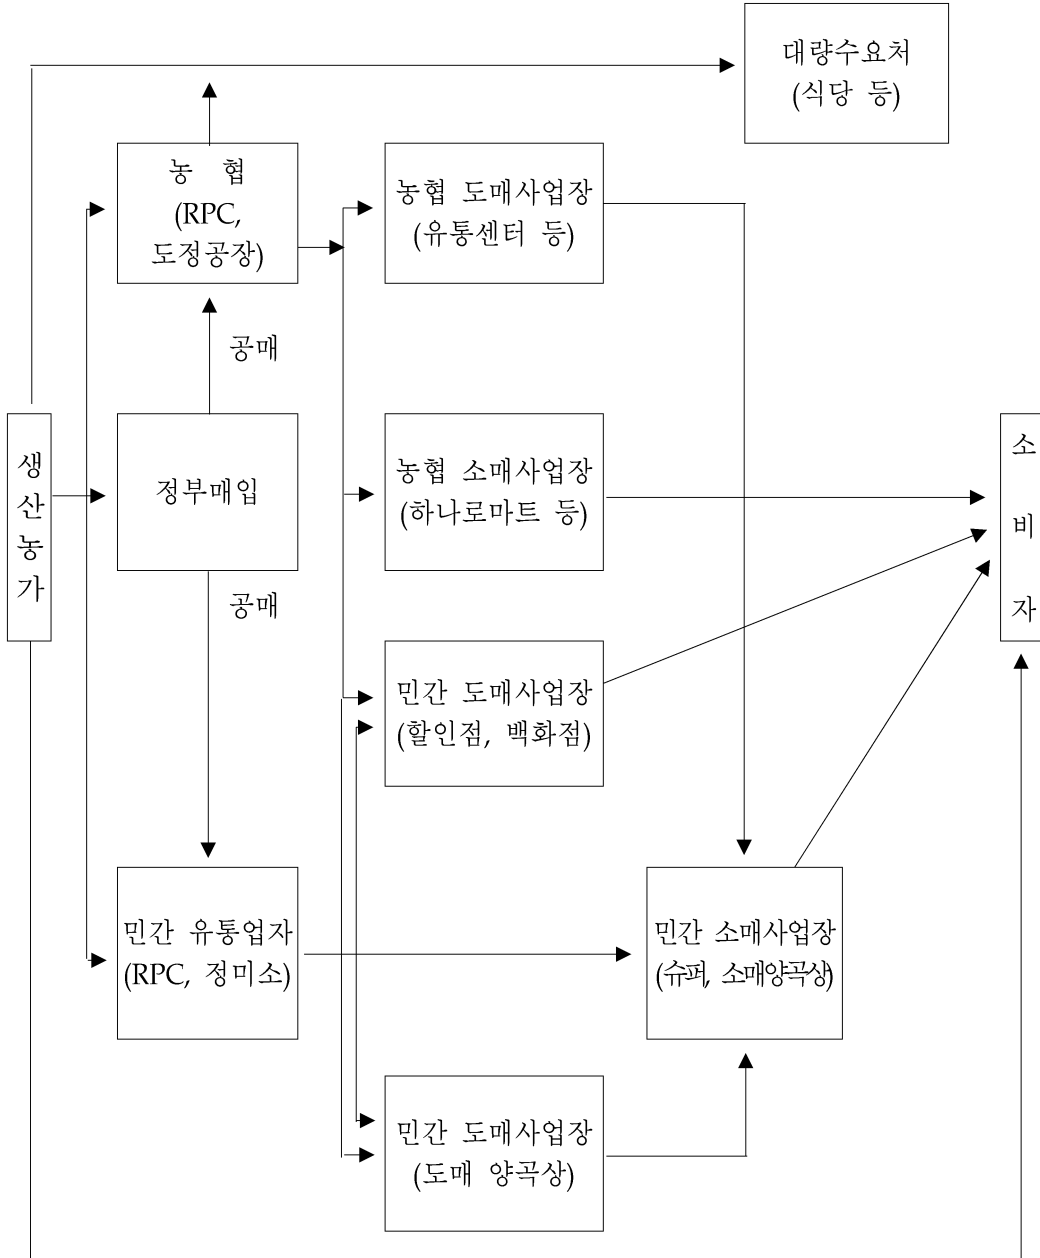 대량수요처
(식당 등)
농 협
(RPC,
도정공장)
농협 도매사업장
(유통센터 등)
공매
생
산
농
가
정부매입
농협 소매사업장
(하나로마트 등)
소
비
자
공매
민간 도매사업장
(할인점, 백화점)
민간 유통업자
(RPC, 정미소)
민간 소매사업장
(슈퍼, 소매양곡상)
민간 도매사업장
(도매 양곡상)